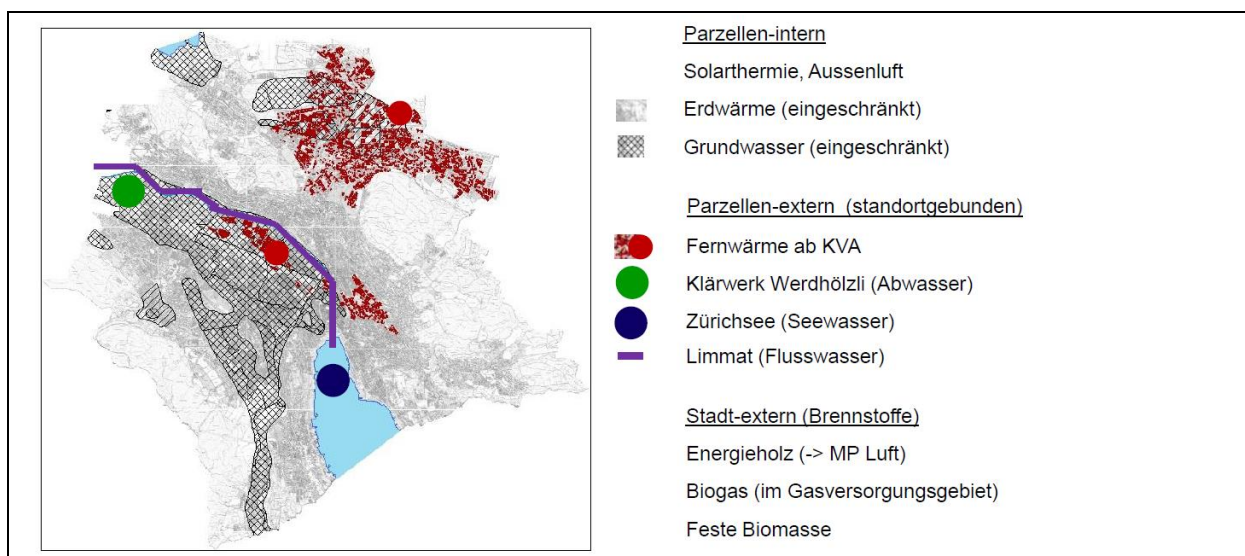 Parzellen-intern
Solarthermie, Aussenluft
Erdwärme (eingeschränkt)
Grundwasser (eingeschränkt)
Parzellen-extern (standortgebunden)
Fernwärme ab KVA
Klärwerk Werdhölzli (Abwasser)
Zürichsee (Seewasser)
Limmat (Flusswasser)
Stadt-extern (Brennstoffe)
Energieholz (-> MP Luft)
Biogas (im Gasversorgungsgebiet)
Feste Biomasse